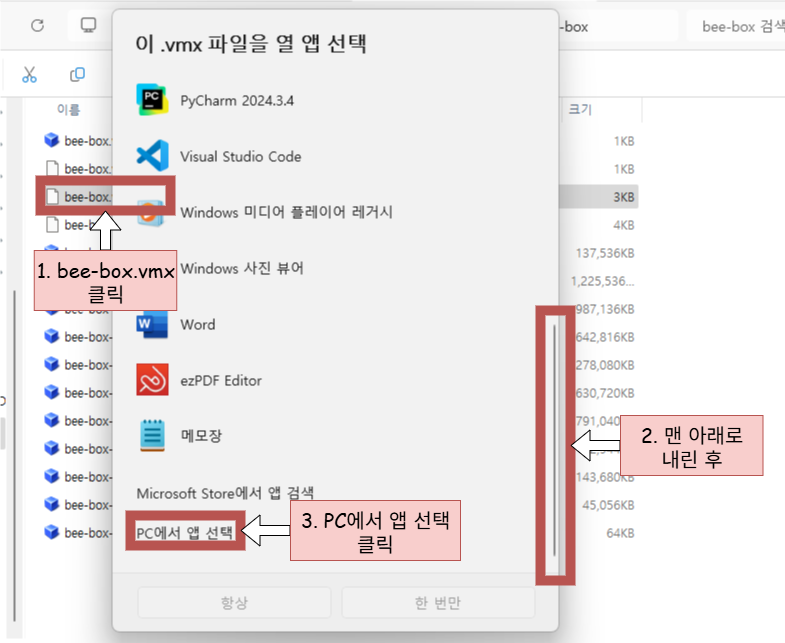 이 .vmx 파일을 열 앱 선택
-box
bee-box 검색
PyCharm 2024.3.4
Visual Studio Code
Windows 미디어 플레이어 레거시
Windows 사진 뷰어
Word
ezPDF Editor
메모장
Microsoft Store에서 앱 검색
PC에서 앱 선택
항상
한 번만
이름
크기
bee-box.
1KB
bee-box.
1KB
bee-box.
3KB
bee-b
4KB
137,536KB
1,225,536...
bee-box-
987,136KB
bee-box-
642,816KB
bee-box-
278,080KB
bee-box-
630,720KB
bee-box-
791,040
bee-box-
bee-box-
143,680KB
bee-box-
45,056KB
bee-box-
64KB
1. bee-box.vmx
클릭
2. 맨 아래로
내린 후
3. PC에서 앱 선택
클릭